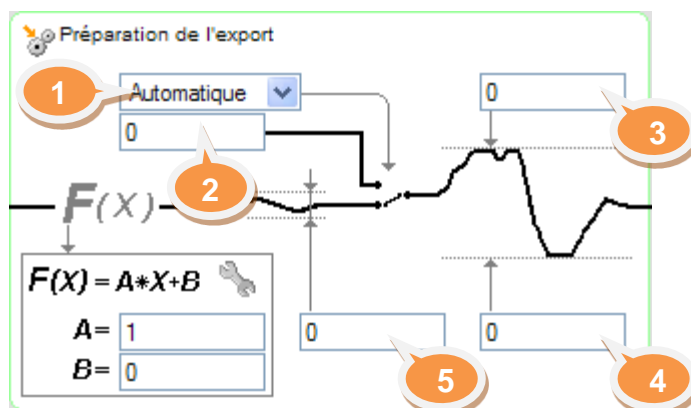 Préparation de l'export
1
Automatique
0
3
0
2
F(X)
F(X) = A*X+B
A= 1
B= 0
0
5
0
4